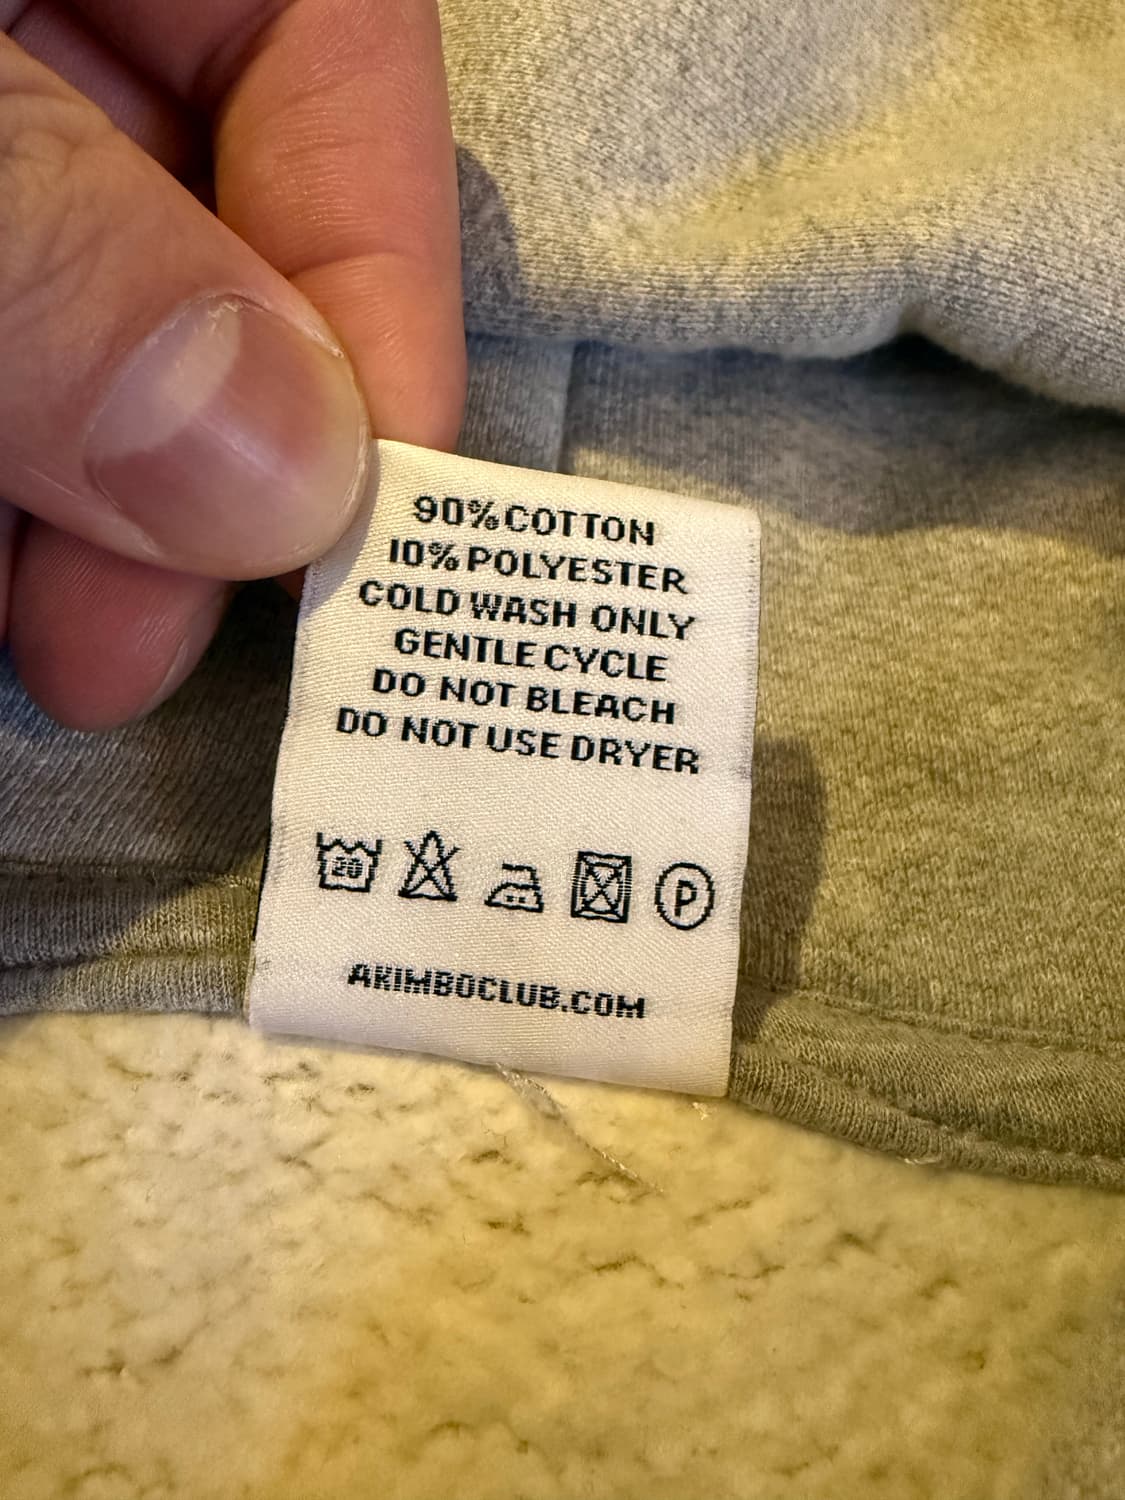 90% COTTON
10% POLYESTER
COLD WASH ONLY
GENTLE CYCLE
DO NOT BLEACH
DO NOT USE DRYER
20 P
AKIMBOCLUB.COM